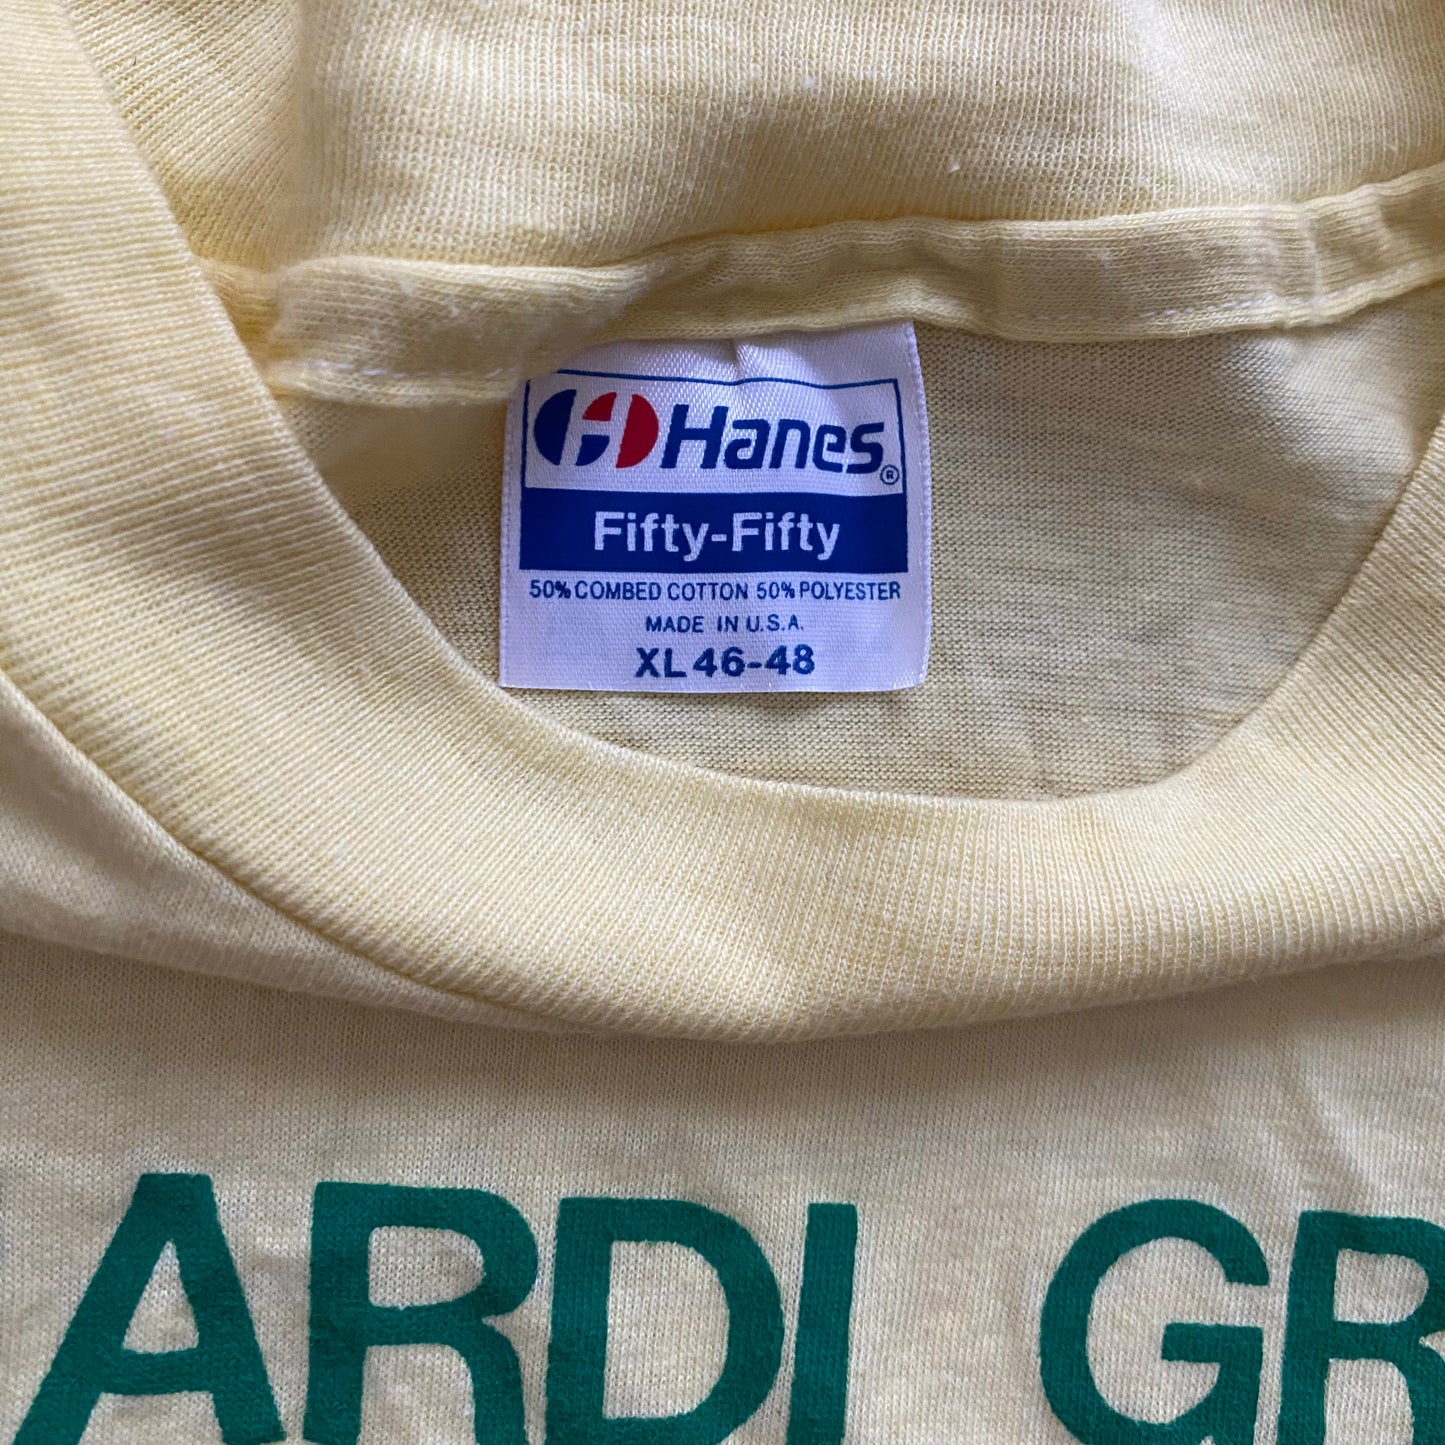 Hanes®
Fifty-Fifty
50% COMBED COTTON 50% POLYESTER
MADE IN U.S.A.
XL 46-48
ARDI GR